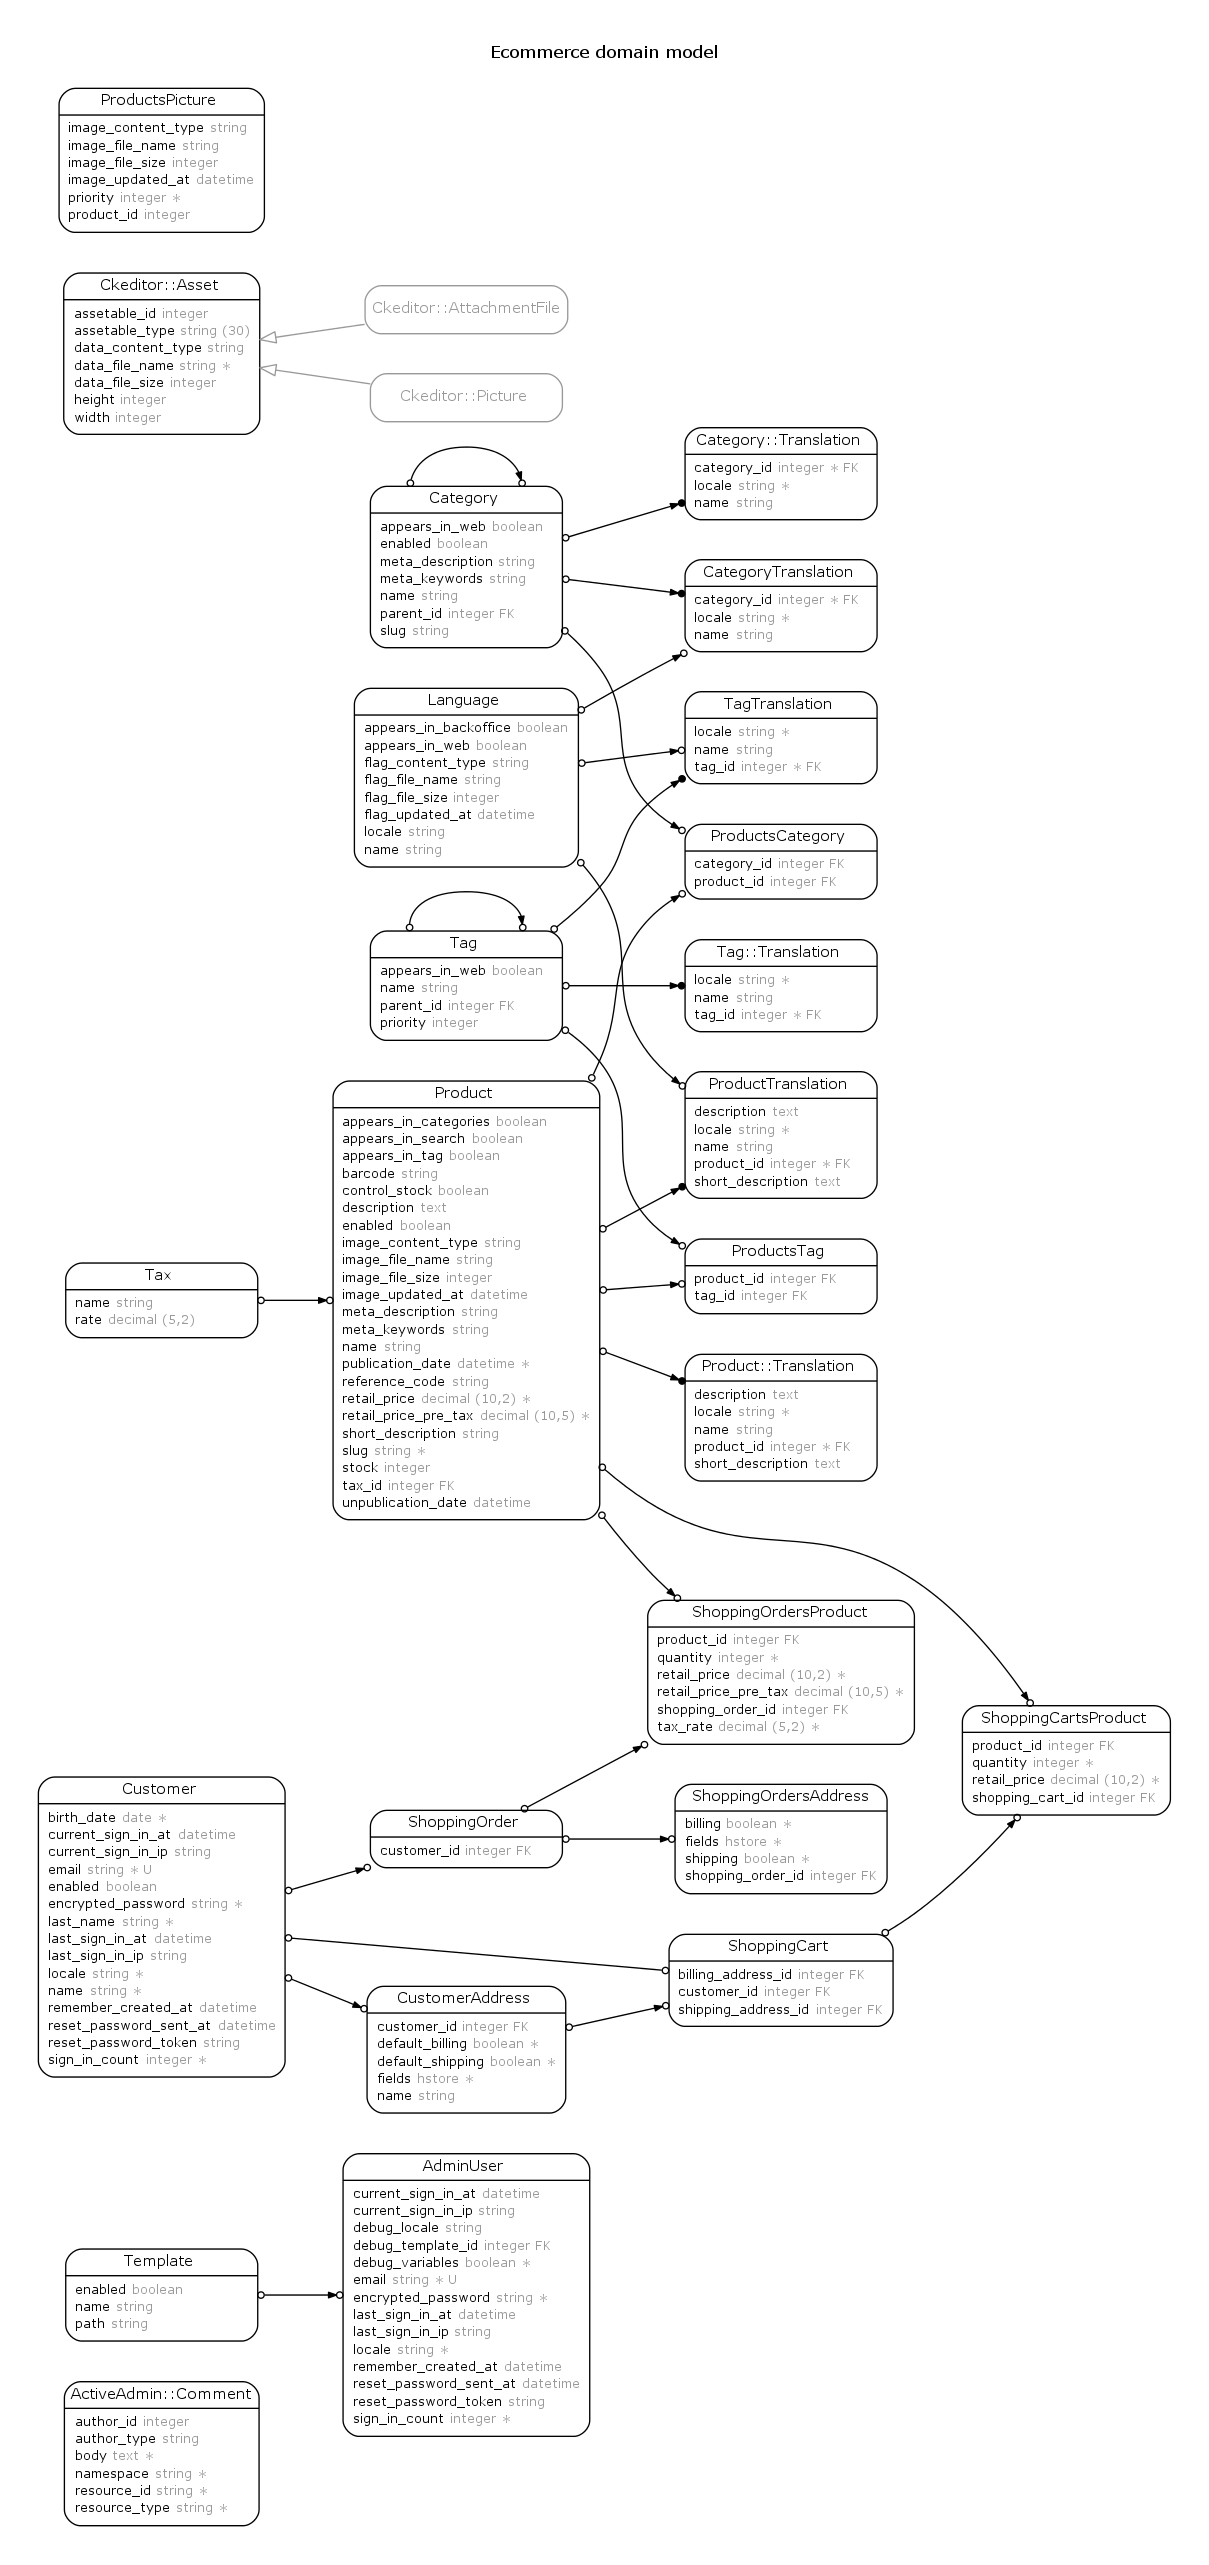 Ecommerce domain model
ProductsPicture
image_content_type string
image_file_name string
image_file_size integer
image_updated_at datetime
priority integer *
product_id integer
Ckeditor::Asset
assetable_id integer
assetable_type string (30)
data_content_type string
data_file_name string *
data_file_size integer
height integer
width integer
Ckeditor::AttachmentFile
Ckeditor::Picture
Category
appears_in_web boolean
enabled boolean
meta_description string
meta_keywords string
name string
parent_id integer FK
slug string
Category::Translation
category_id integer * FK
locale string *
name string
CategoryTranslation
category_id integer * FK
locale string *
name string
Language
appears_in_backoffice boolean
appears_in_web boolean
flag_content_type string
flag_file_name string
flag_file_size integer
flag_updated_at datetime
locale string
name string
TagTranslation
locale string *
name string
tag_id integer * FK
ProductsCategory
category_id integer FK
product_id integer FK
Tag
appears_in_web boolean
name string
parent_id integer FK
priority integer
Tag::Translation
locale string *
name string
tag_id integer * FK
Product
appears_in_categories boolean
appears_in_search boolean
appears_in_tag boolean
barcode string
control_stock boolean
description text
enabled boolean
image_content_type string
image_file_name string
image_file_size integer
image_updated_at datetime
meta_description string
meta_keywords string
name string
publication_date datetime *
reference_code string
retail_price decimal (10,2) *
retail_price_pre_tax decimal (10,5) *
short_description string
slug string *
stock integer
tax_id integer FK
unpublication_date datetime
ProductTranslation
description text
locale string *
name string
product_id integer * FK
short_description text
ProductsTag
product_id integer FK
tag_id integer FK
Tax
name string
rate decimal (5,2)
Product::Translation
description text
locale string *
name string
product_id integer * FK
short_description text
ShoppingOrdersProduct
product_id integer FK
quantity integer *
retail_price decimal (10,2) *
retail_price_pre_tax decimal (10,5) *
shopping_order_id integer FK
tax_rate decimal (5,2) *
ShoppingCartsProduct
product_id integer FK
quantity integer *
retail_price decimal (10,2) *
shopping_cart_id integer FK
Customer
birth_date date *
current_sign_in_at datetime
current_sign_in_ip string
email string * U
enabled boolean
encrypted_password string *
last_name string *
last_sign_in_at datetime
last_sign_in_ip string
locale string *
name string *
remember_created_at datetime
reset_password_sent_at datetime
reset_password_token string
sign_in_count integer *
ShoppingOrder
customer_id integer FK
ShoppingOrdersAddress
billing boolean *
fields hstore *
shipping boolean *
shopping_order_id integer FK
ShoppingCart
billing_address_id integer FK
customer_id integer FK
shipping_address_id integer FK
CustomerAddress
customer_id integer FK
default_billing boolean *
default_shipping boolean *
fields hstore *
name string
AdminUser
current_sign_in_at datetime
current_sign_in_ip string
debug_locale string
debug_template_id integer FK
debug_variables boolean *
email string * U
encrypted_password string *
last_sign_in_at datetime
last_sign_in_ip string
locale string *
remember_created_at datetime
reset_password_sent_at datetime
reset_password_token string
sign_in_count integer *
Template
enabled boolean
name string
path string
ActiveAdmin::Comment
author_id integer
author_type string
body text *
namespace string *
resource_id string *
resource_type string *